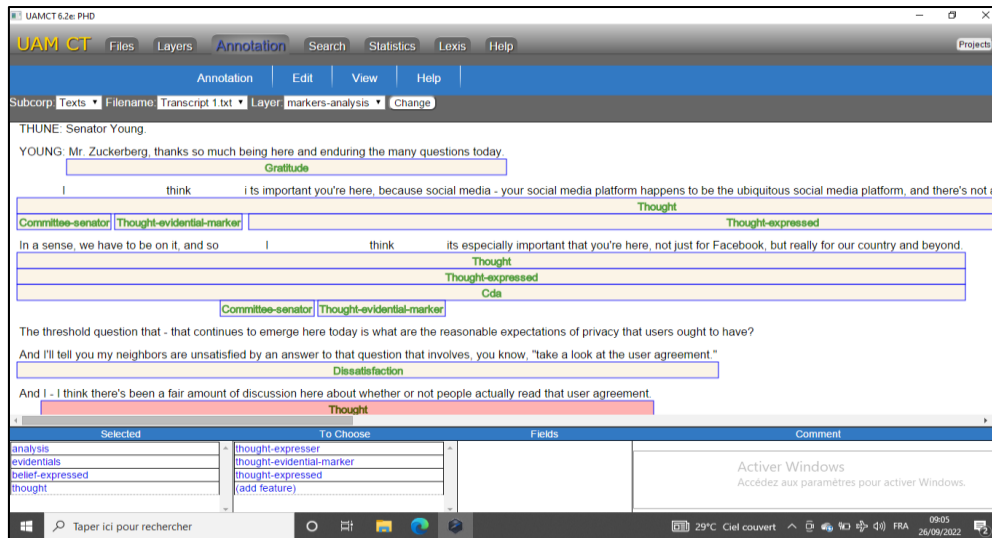 UAMCT 6.2e: PHD
UAM CT Files Layers Annotation Search Statistics Lexis Help Projects
Annotation Edit View Help
Subcorp: Texts Filename: Transcript 1.txt Layer: markers-analysis Change
THUNE: Senator Young.
YOUNG: Mr. Zuckerberg, thanks so much being here and enduring the many questions today.
Gratitude
I think i ts important you're here, because social media - your social media platform happens to be the ubiquitous social media platform, and there's not a
Thought
Committee-senator Thought-evidential-marker Thought-expressed
In a sense, we have to be on it, and so I think its especially important that you're here, not just for Facebook, but really for our country and beyond.
Thought
Thought-expressed
Cda
Committee-senator Thought-evidential-marker
The threshold question that - that continues to emerge here today is what are the reasonable expectations of privacy that users ought to have?
And I'll tell you my neighbors are unsatisfied by an answer to that question that involves, you know, "take a look at the user agreement."
Dissatisfaction
And I - I think there's been a fair amount of discussion here about whether or not people actually read that user agreement.
Thought
Selected To Choose Fields Comment
analysis thought-expresser
evidentials thought-evidential-marker
belief-expressed thought-expressed
thought (add feature)
Activer Windows
Accédez aux paramètres pour activer Windows.
Taper ici pour rechercher 29°C Ciel couvert FRA 09:05
26/09/2022